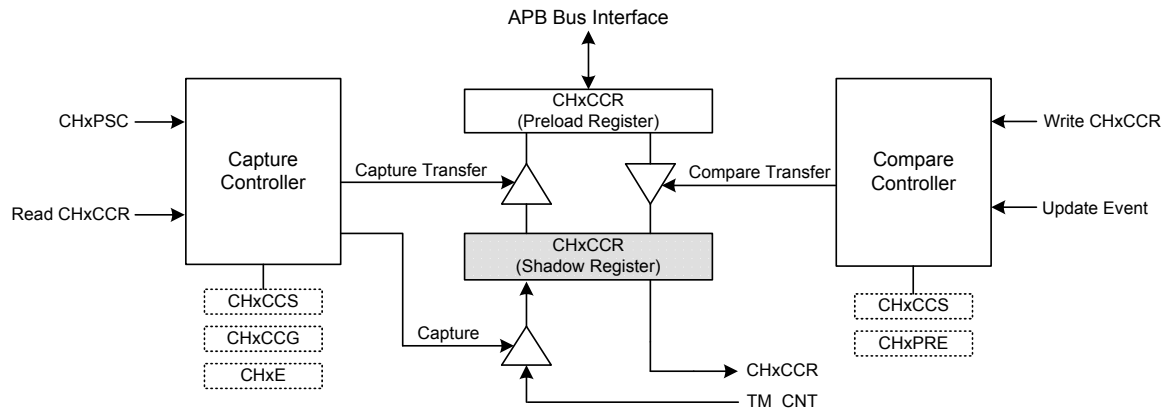 APB Bus Interface
CHxCCR
(Preload Register)
CHxPSC
Write CHxCCR
Capture
Controller
Capture Transfer
Compare Transfer
Compare
Controller
Read CHxCCR
Update Event
CHxCCR
(Shadow Register)
CHxCCS
CHxCCG
CHxE
Capture
CHxCCS
CHxPRE
CHxCCR
TM_CNT